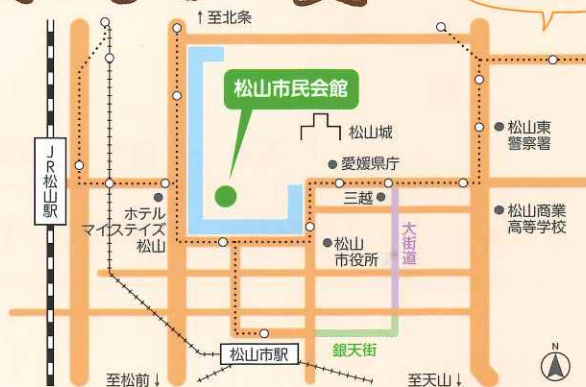 ↑至北条
松山市民会館
松山城
愛媛県庁
三越
松山東
警察署
JR松山駅
ホテル
マイステイズ
松山
松山
市役所
大街道
松山商業
高等学校
松山市駅
銀天街
至松前↓
至天山↓
N